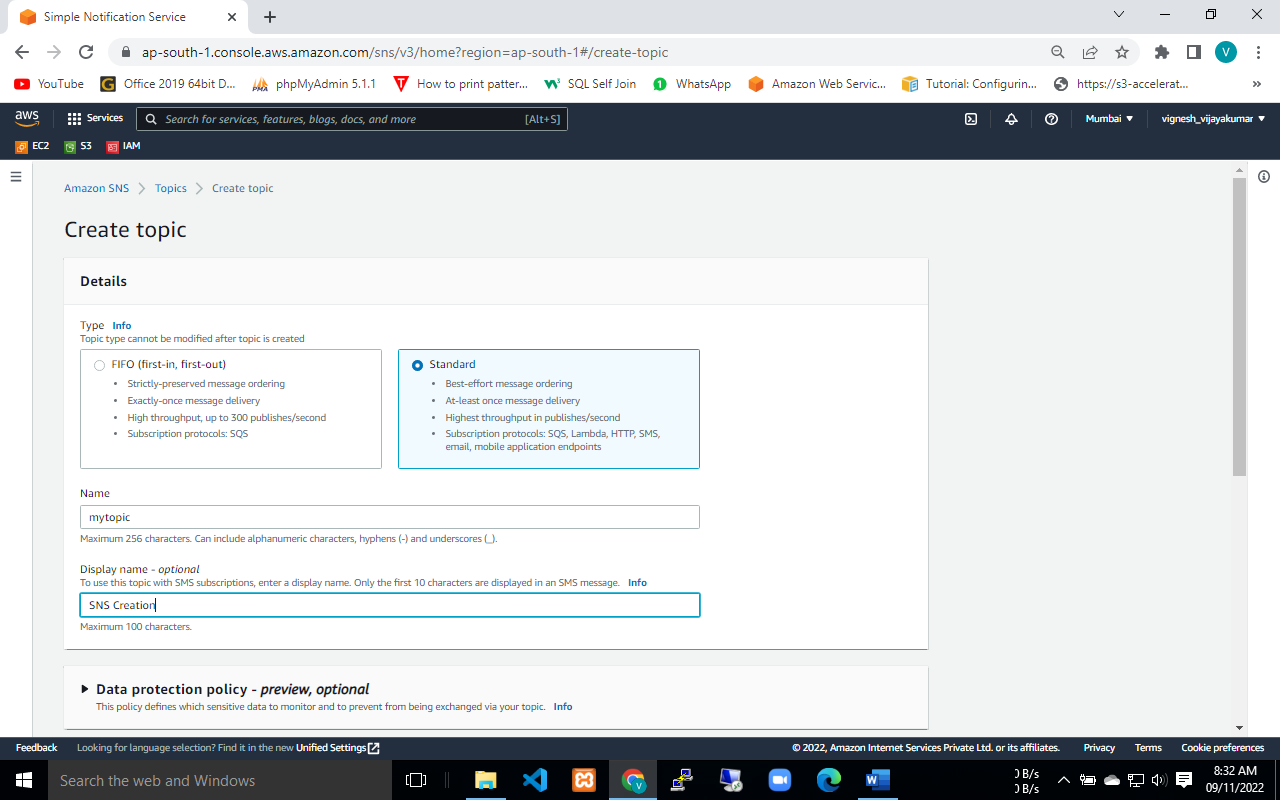 Simple Notification Service
ap-south-1.console.aws.amazon.com/sns/v3/home?region=ap-south-1#/create-topic
V
YouTube
G
Office 2019 64bit D...
PMA
phpMyAdmin 5.1.1
How to print patter...
SQL Self Join
1
WhatsApp
Amazon Web Servic...
Tutorial: Configurin...
https://s3-accelerat...
»
aws
Services
Search for services, features, blogs, docs, and more
[Alt+S]
Mumbai
vignesh_vijayakumar
EC2
S3
IAM
Amazon SNS
Topics
Create topic
Create topic
Details
Type Info
Topic type cannot be modified after topic is created
FIFO (first-in, first-out)
• Strictly-preserved message ordering
• Exactly-once message delivery
• High throughput, up to 300 publishes/second
• Subscription protocols: SQS
Standard
• Best-effort message ordering
• At-least once message delivery
• Highest throughput in publishes/second
• Subscription protocols: SQS, Lambda, HTTP, SMS,
email, mobile application endpoints
Name
mytopic
Maximum 256 characters. Can include alphanumeric characters, hyphens (-) and underscores (_).
Display name - optional
To use this topic with SMS subscriptions, enter a display name. Only the first 10 characters are displayed in an SMS message. Info
SNS Creation
Maximum 100 characters.
Data protection policy - preview, optional
This policy defines which sensitive data to monitor and to prevent from being exchanged via your topic. Info
Feedback
Looking for language selection? Find it in the new Unified Settings
© 2022, Amazon Internet Services Private Ltd. or its affiliates.
Privacy
Terms
Cookie preferences
Search the web and Windows
V
W
0 B/s
0 B/s
8:32 AM
09/11/2022